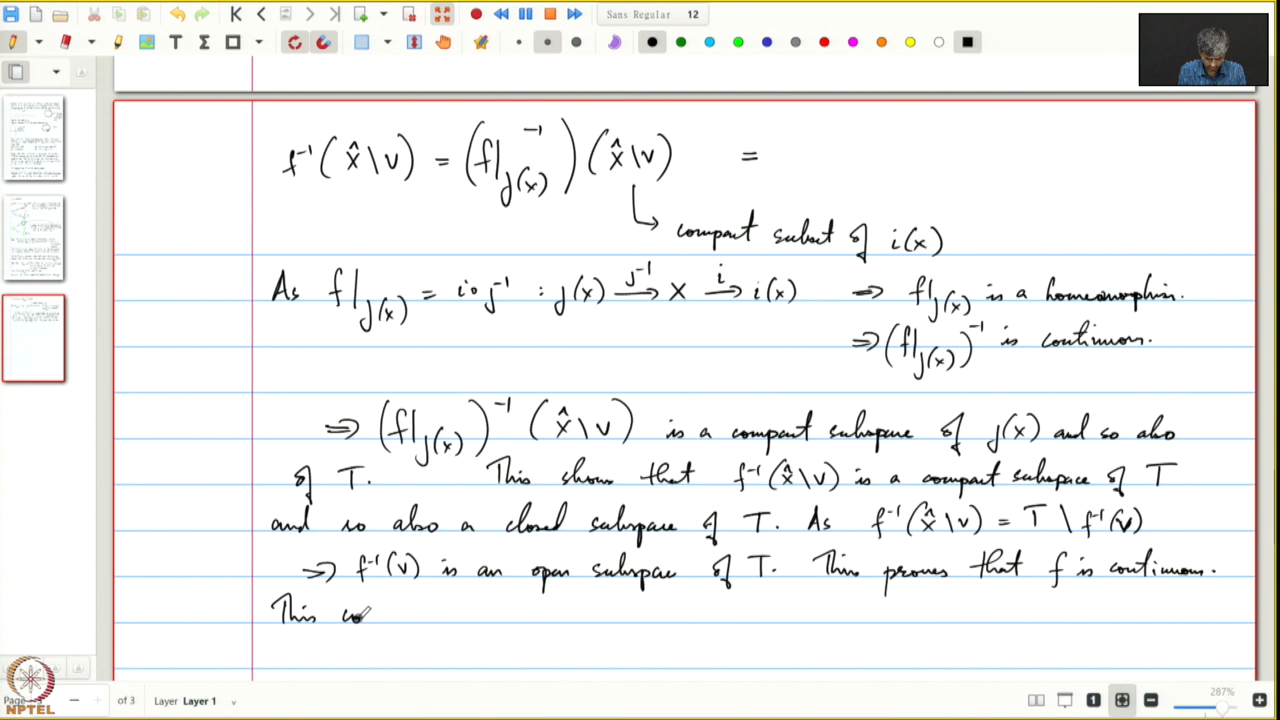 Sans Regular 12
f⁻¹(X̂\V) = (f|_{j(X)}⁻¹)(X̂\V) =
↳ compact subset of i(X)
As f|_{j(X)} = i∘j⁻¹ : j(X) —j⁻¹→ X —i→ i(X) ⇒ f|_{j(X)} is a homeomorphism.
⇒ (f|_{j(X)})⁻¹ is continuous.
⇒ (f|_{j(X)})⁻¹ (X̂\V) is a compact subspace of j(X) and so also
of T. This shows that f⁻¹(X̂\V) is a compact subspace of T
and so also a closed subspace of T. As f⁻¹(X̂\V) = T \ f⁻¹(V)
⇒ f⁻¹(V) is an open subspace of T. This proves that f is continuous.
This co
Page of 3 Layer Layer 1
287%
NPTEL